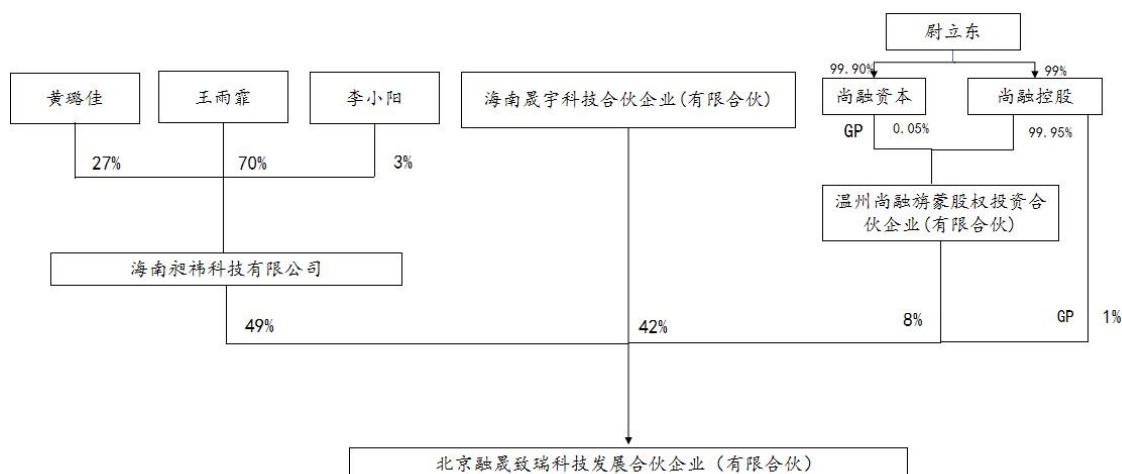 尉立东
99.90%
99%
黄璐佳
王雨霏
李小阳
海南晟宇科技合伙企业(有限合伙)
尚融资本
尚融控股
GP
0.05%
99.95%
27%
70%
3%
温州尚融旃蒙股权投资合
伙企业(有限合伙)
海南昶祎科技有限公司
49%
42%
8%
GP
1%
北京融晟致瑞科技发展合伙企业（有限合伙）